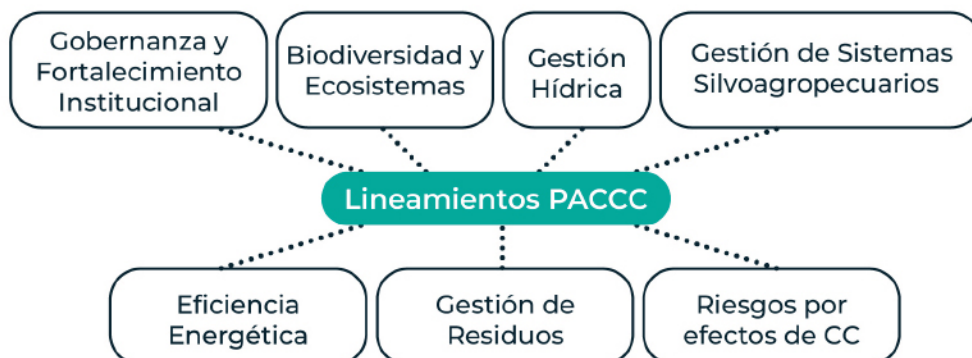 Gobernanza y
Fortalecimiento
Institucional
Biodiversidad y
Ecosistemas
Gestión
Hídrica
Gestión de Sistemas
Silvoagropecuarios
Lineamientos PACCC
Eficiencia
Energética
Gestión de
Residuos
Riesgos por
efectos de CC